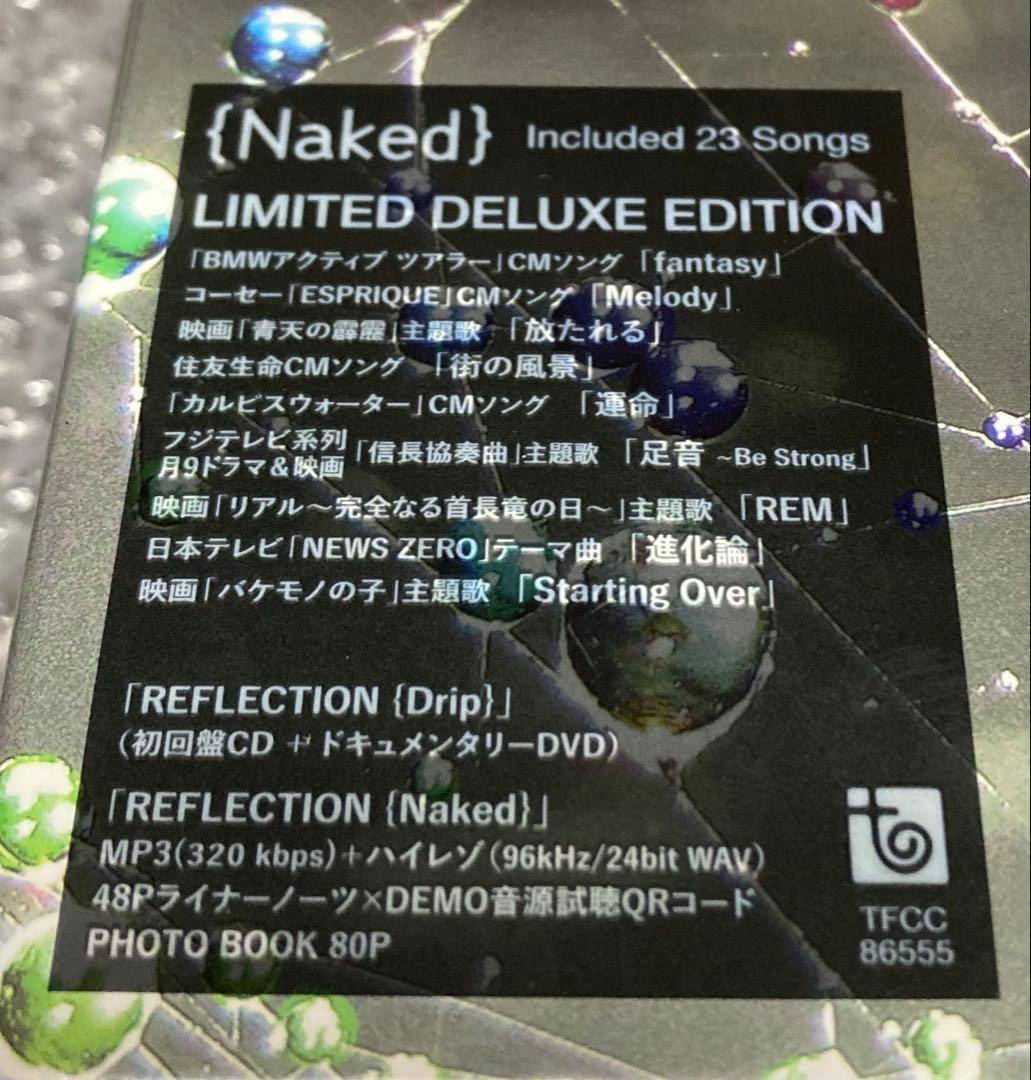 {Naked} Included 23 Songs
LIMITED DELUXE EDITION
「BMWアクティブ ツアラー」CMソング 「fantasy」
コーセー「ESPRIQUE」CMソング 「Melody」
映画「青天の霹靂」主題歌 「放たれる」
住友生命CMソング 「街の風景」
「カルピスウォーター」CMソング 「運命」
フジテレビ系列
月9ドラマ&映画「信長協奏曲」主題歌 「足音 ~Be Strong」
映画「リアル〜完全なる首長竜の日〜」主題歌 「REM」
日本テレビ「NEWS ZERO」テーマ曲 「進化論」
映画「バケモノの子」主題歌 「Starting Over」
「REFLECTION {Drip}」
(初回盤CD + ドキュメンタリーDVD)
「REFLECTION {Naked}」
MP3(320 kbps)+ハイレゾ(96kHz/24bit WAV)
48Pライナーノーツ×DEMO音源試聴QRコード
PHOTO BOOK 80P
TFCC
86555